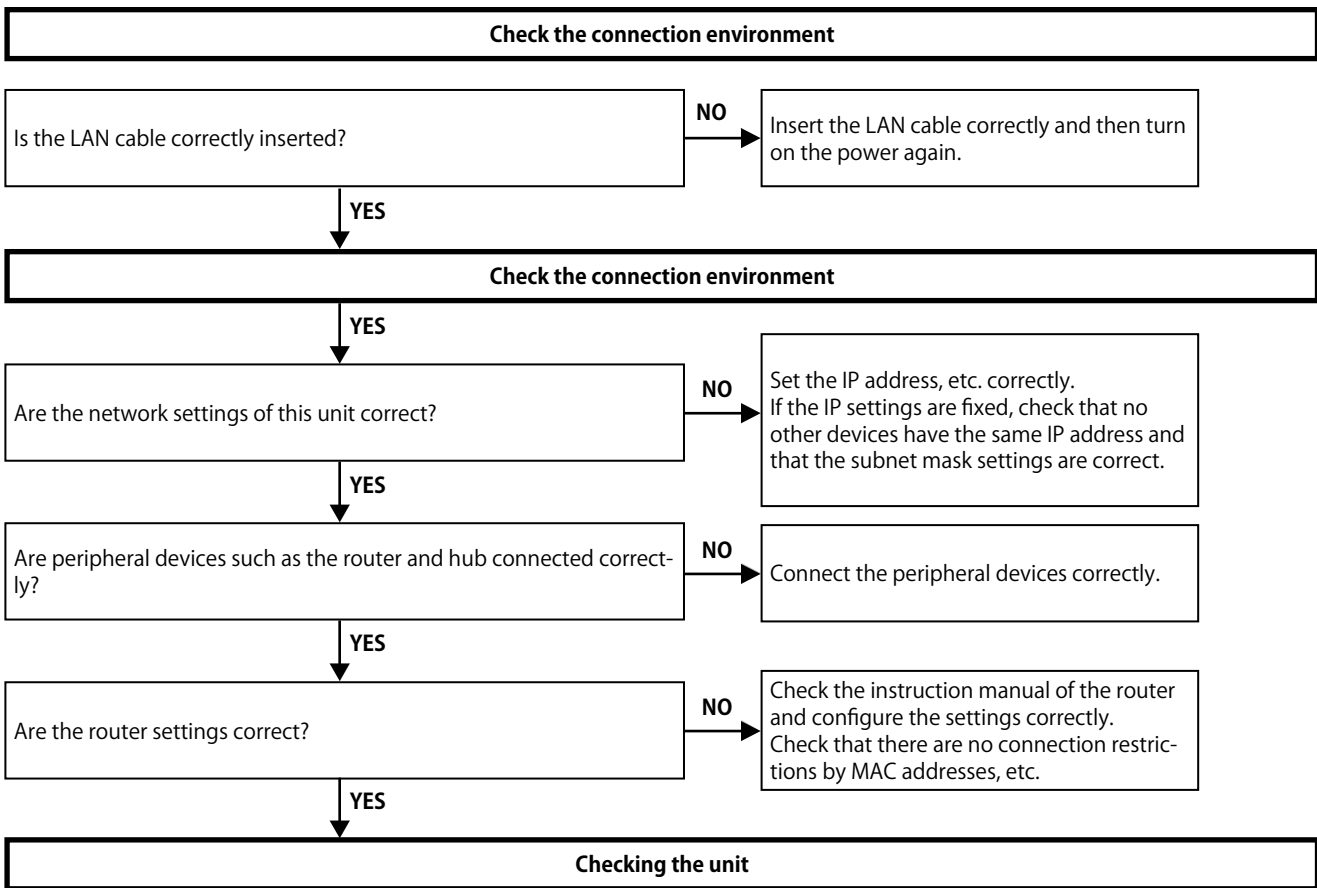 Check the connection environment
Is the LAN cable correctly inserted?
NO
Insert the LAN cable correctly and then turn
on the power again.
YES
Check the connection environment
YES
Are the network settings of this unit correct?
NO
Set the IP address, etc. correctly.
If the IP settings are fixed, check that no
other devices have the same IP address and
that the subnet mask settings are correct.
YES
Are peripheral devices such as the router and hub connected correct-
ly?
NO
Connect the peripheral devices correctly.
YES
Are the router settings correct?
NO
Check the instruction manual of the router
and configure the settings correctly.
Check that there are no connection restric-
tions by MAC addresses, etc.
YES
Checking the unit